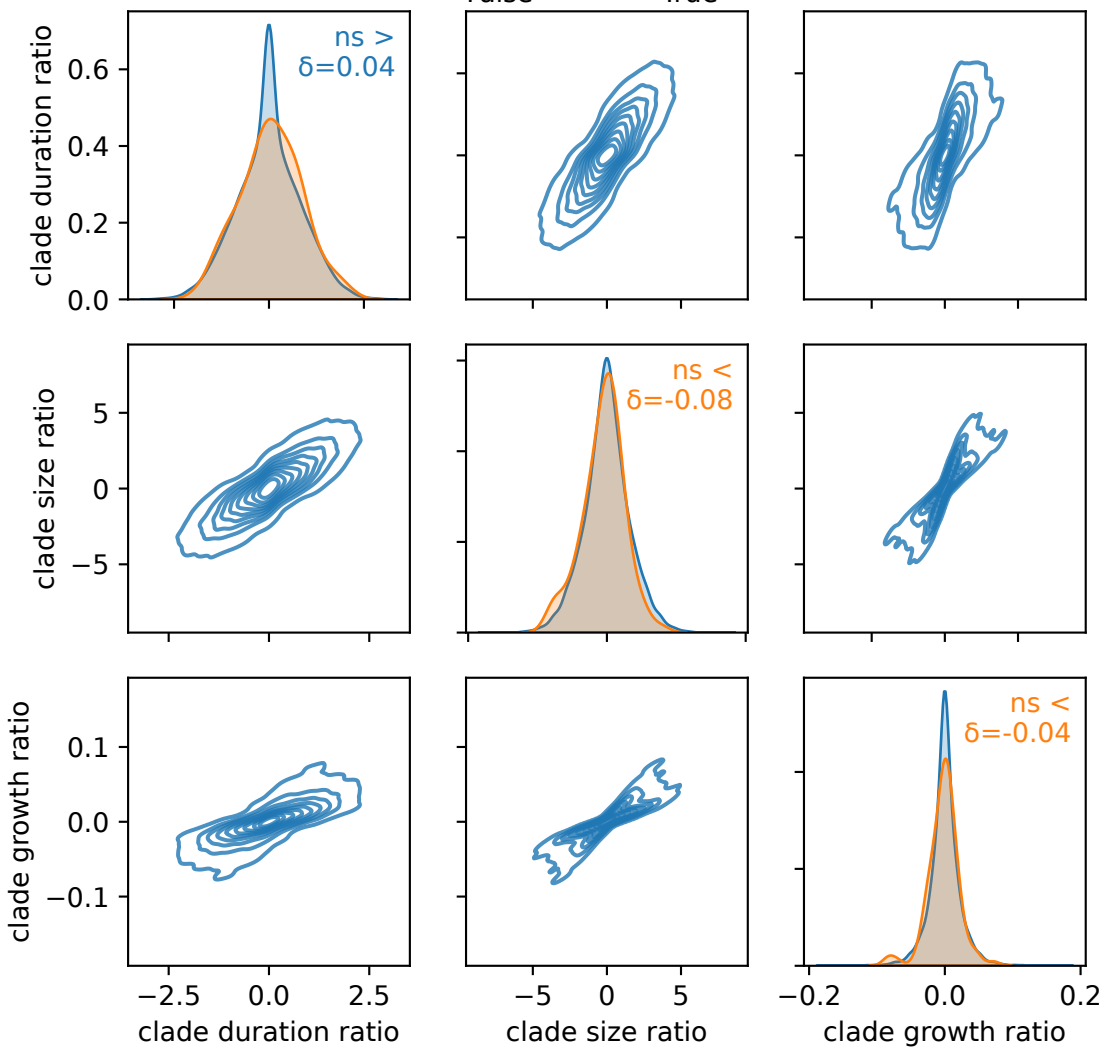 clade duration ratio
0.6
0.4
0.2
0.0
ns >
δ=0.04
clade size ratio
5
0
−5
ns <
δ=-0.08
clade growth ratio
0.1
0.0
−0.1
ns <
δ=-0.04
−2.5 0.0 2.5
clade duration ratio
−5 0 5
clade size ratio
−0.2 0.0 0.2
clade growth ratio